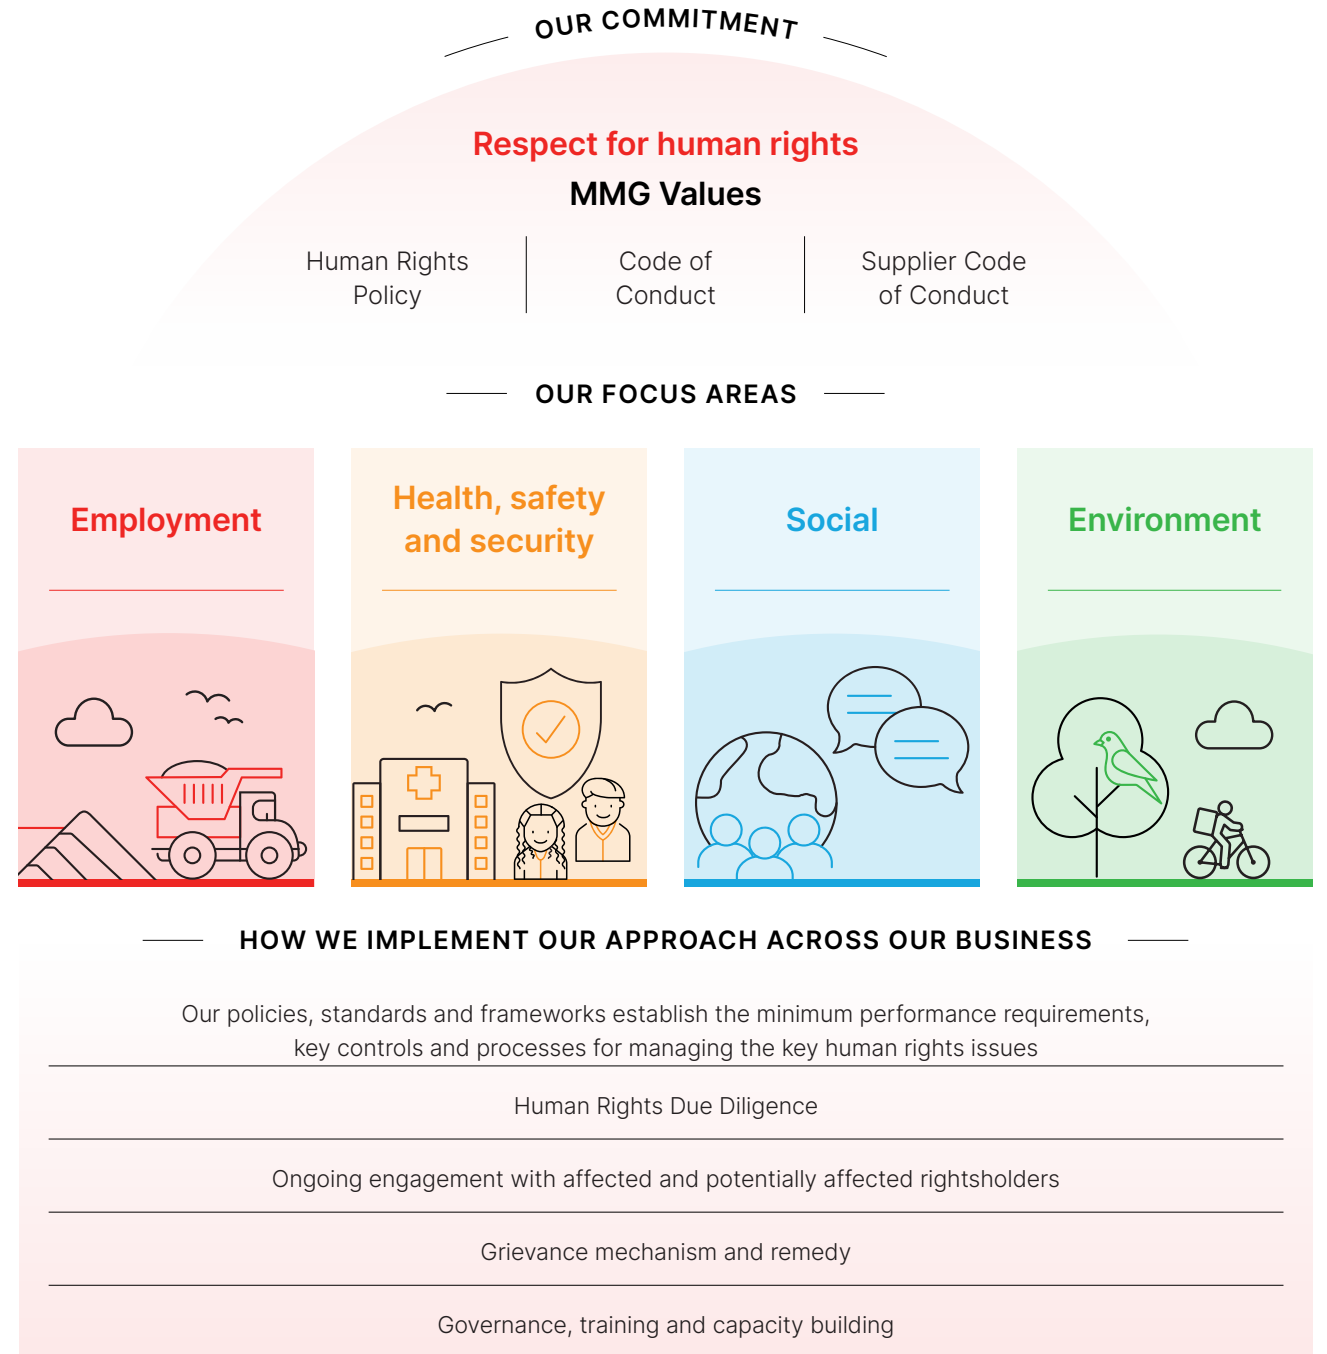 OUR COMMITMENT
Respect for human rights
MMG Values
Human Rights
Policy
Code of
Conduct
Supplier Code
of Conduct
OUR FOCUS AREAS
Employment
Health, safety
and security
Social
Environment
HOW WE IMPLEMENT OUR APPROACH ACROSS OUR BUSINESS
Our policies, standards and frameworks establish the minimum performance requirements,
key controls and processes for managing the key human rights issues
Human Rights Due Diligence
Ongoing engagement with affected and potentially affected rightsholders
Grievance mechanism and remedy
Governance, training and capacity building